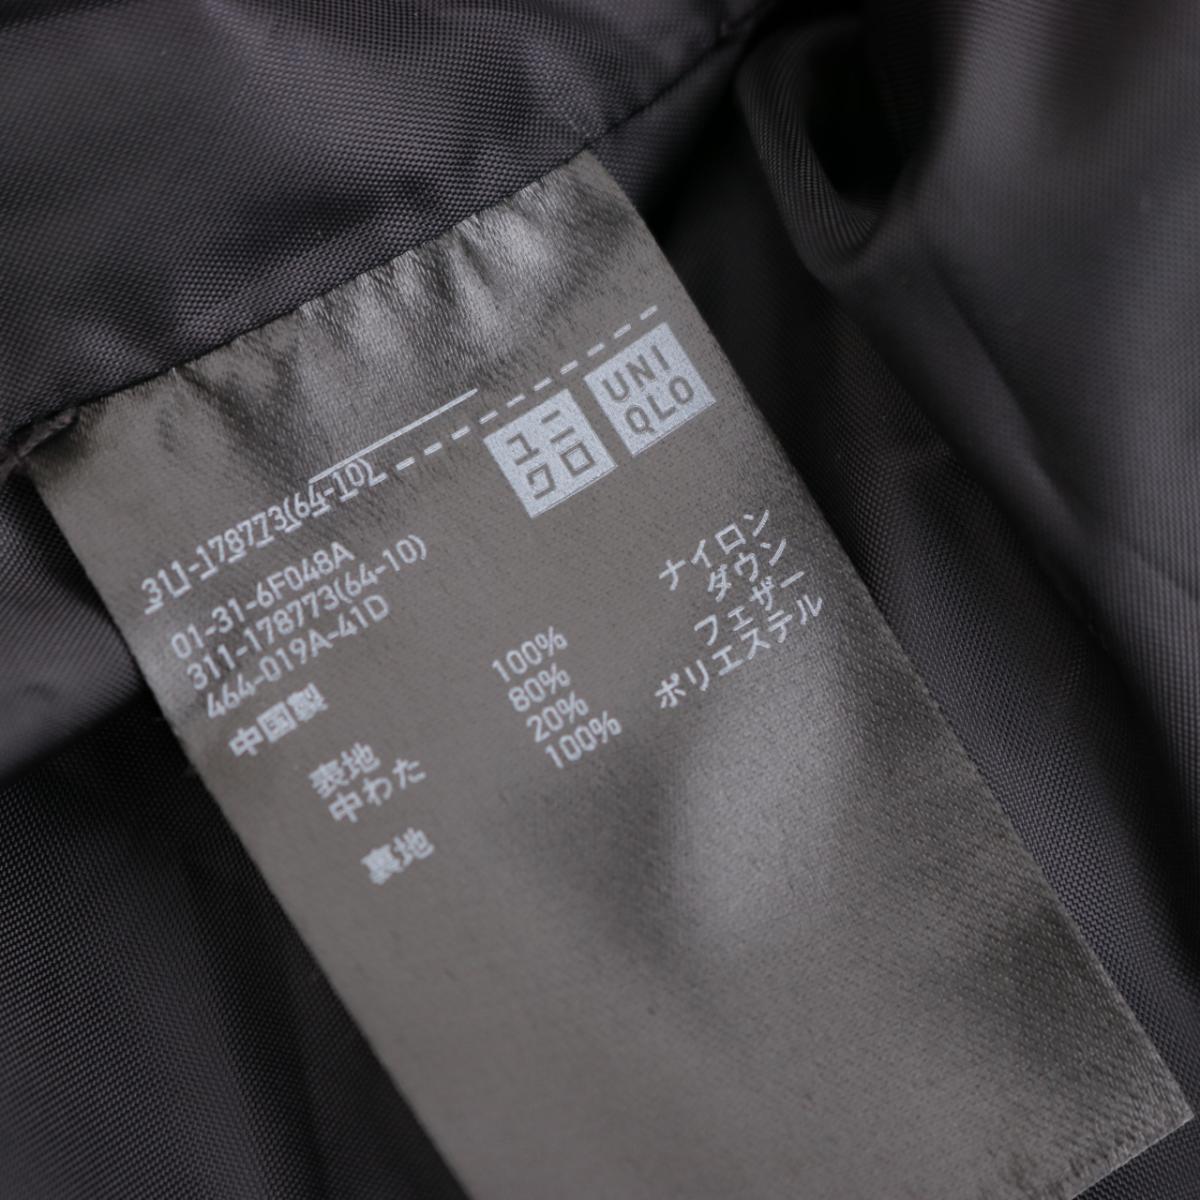 ユニ
クロ
UNI
QLO
311-178773(64-10)
01-31-6F048A
311-178773(64-10)
464-019A-41D
中国製
表地 100% ナイロン
中わた 80% ダウン
20% フェザー
裏地 100% ポリエステル